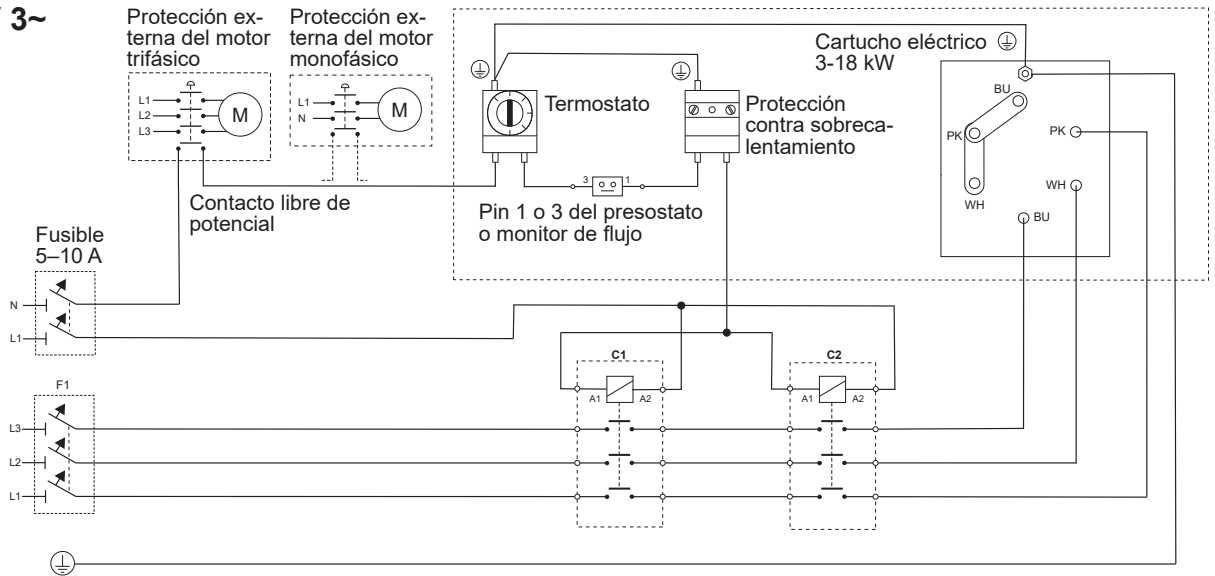 / 3~
Protección ex-
terna del motor
trifásico
Protección ex-
terna del motor
monofásico
L1
L2
L3
M
L1
N
M
Contacto libre de
potencial
Termostato
Protección
contra sobreca-
lentamiento
3
1
Pin 1 o 3 del presostato
o monitor de flujo
Cartucho eléctrico
3-18 kW
BU
PK
WH
PK
WH
BU
Fusible
5–10 A
N
L1
F1
L3
L2
L1
C1
A1
A2
C2
A1
A2